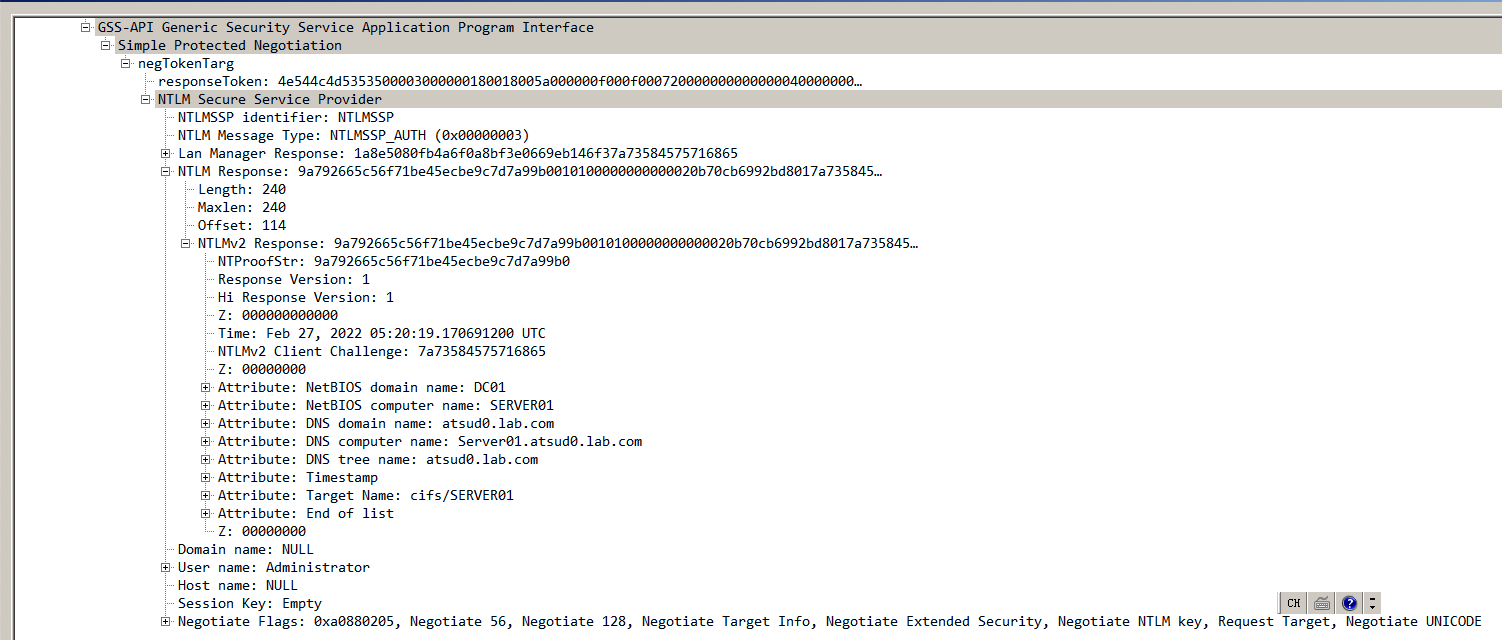 GSS-API Generic Security Service Application Program Interface
Simple Protected Negotiation
negTokenTarg
responseToken: 4e544c4d5353500003000000180018005a000000f000f000720000000000000040000000…
NTLM Secure Service Provider
NTLMSSP identifier: NTLMSSP
NTLM Message Type: NTLMSSP_AUTH (0x00000003)
Lan Manager Response: 1a8e5080fb4a6f0a8bf3e0669eb146f37a73584575716865
NTLM Response: 9a792665c56f71be45ecbe9c7d7a99b0010100000000000020b70cb6992bd8017a735845…
Length: 240
Maxlen: 240
Offset: 114
NTLMv2 Response: 9a792665c56f71be45ecbe9c7d7a99b0010100000000000020b70cb6992bd8017a735845…
NTProofStr: 9a792665c56f71be45ecbe9c7d7a99b0
Response Version: 1
Hi Response Version: 1
Z: 000000000000
Time: Feb 27, 2022 05:20:19.170691200 UTC
NTLMv2 Client Challenge: 7a73584575716865
Z: 00000000
Attribute: NetBIOS domain name: DC01
Attribute: NetBIOS computer name: SERVER01
Attribute: DNS domain name: atsud0.lab.com
Attribute: DNS computer name: Server01.atsud0.lab.com
Attribute: DNS tree name: atsud0.lab.com
Attribute: Timestamp
Attribute: Target Name: cifs/SERVER01
Attribute: End of list
Z: 00000000
Domain name: NULL
User name: Administrator
Host name: NULL
Session Key: Empty
CH
Negotiate Flags: 0xa0880205, Negotiate 56, Negotiate 128, Negotiate Target Info, Negotiate Extended Security, Negotiate NTLM key, Request Target, Negotiate UNICODE